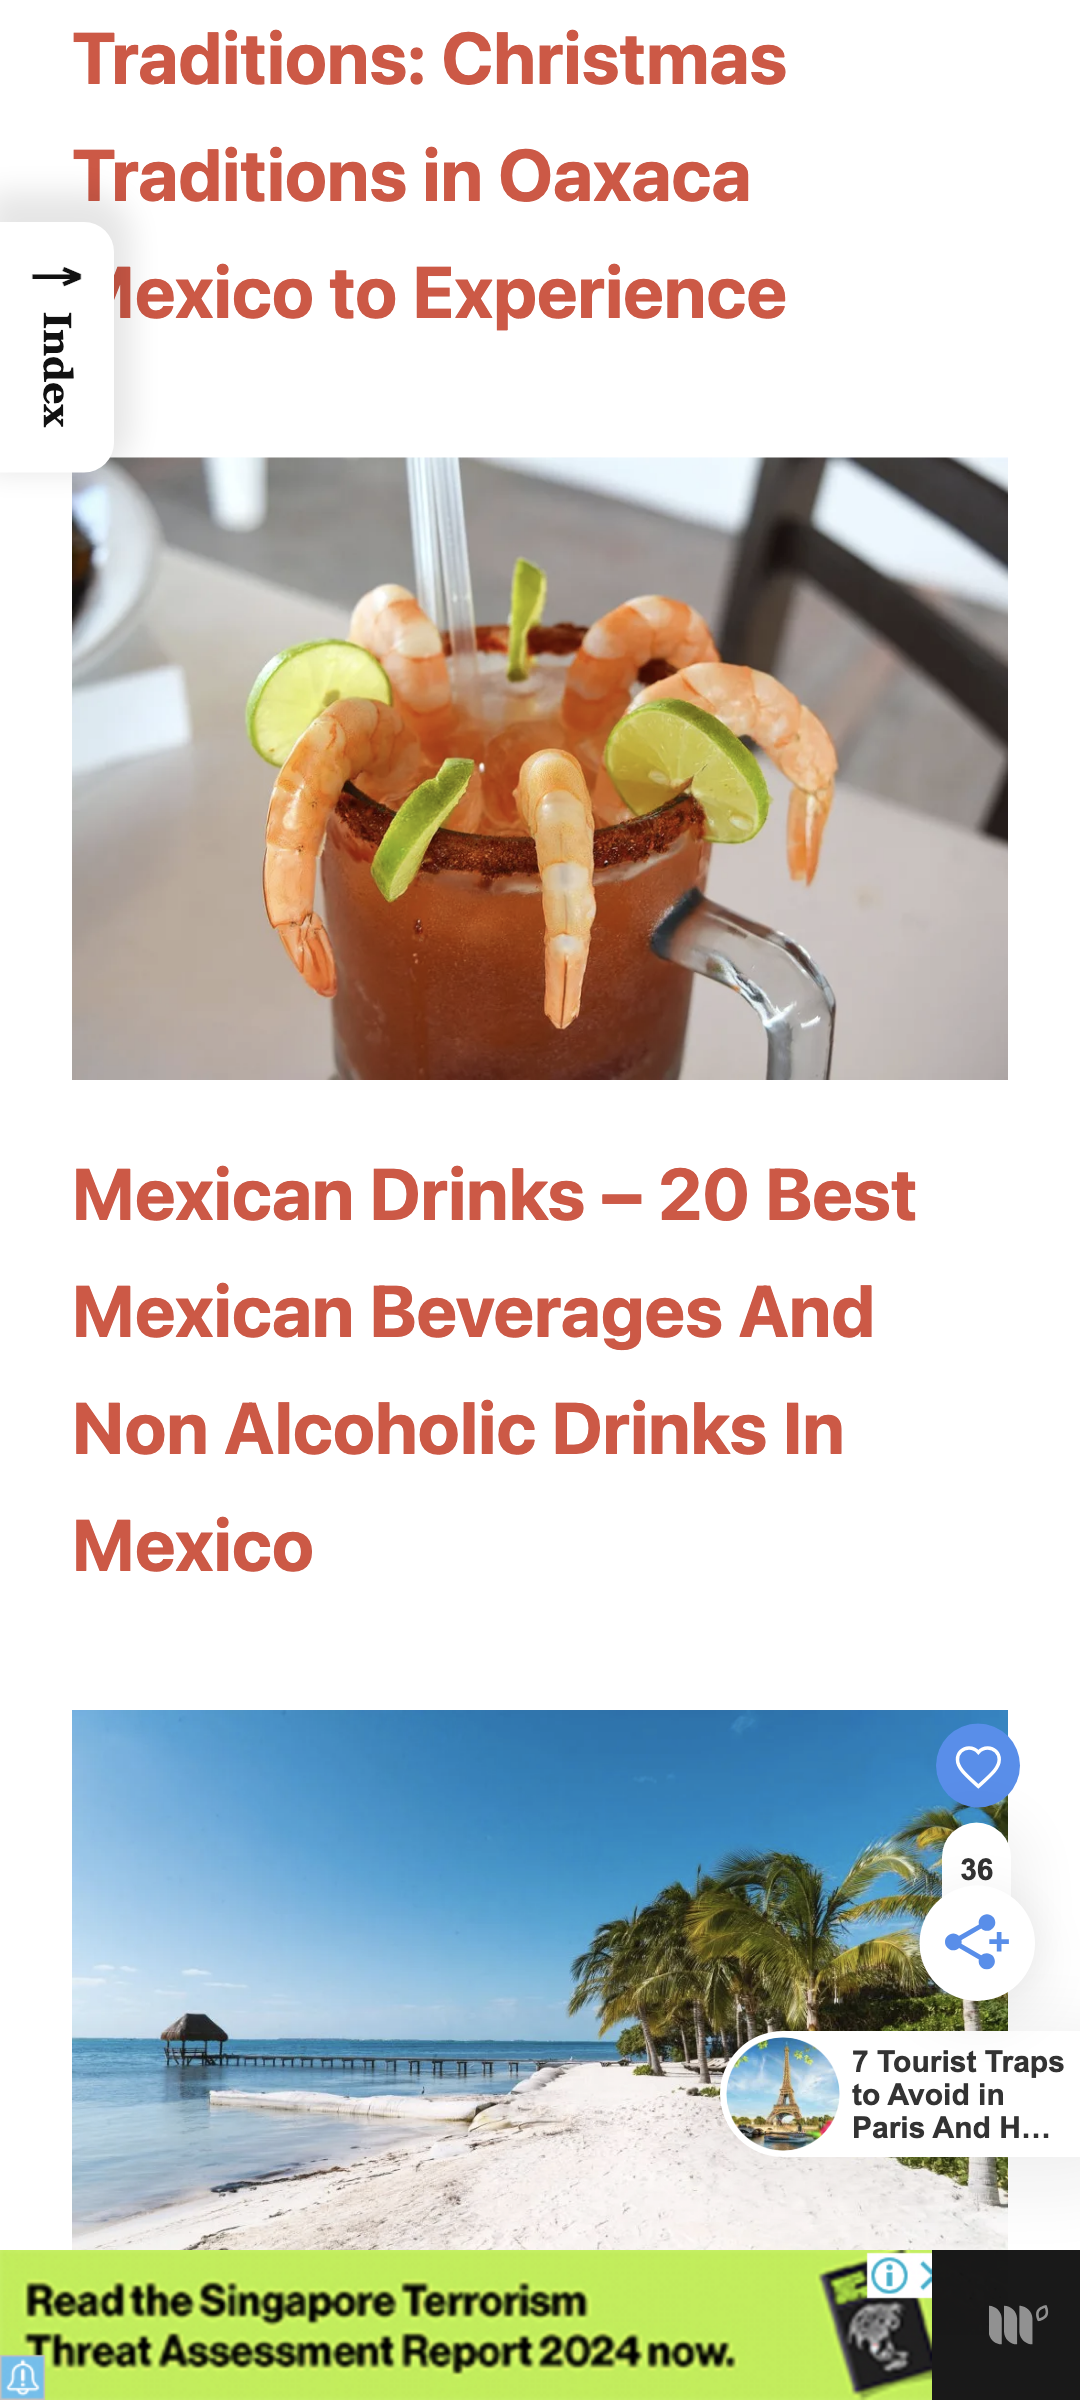 Traditions: Christmas
Traditions in Oaxaca
Mexico to Experience
Index
Mexican Drinks – 20 Best
Mexican Beverages And
Non Alcoholic Drinks In
Mexico
36
7 Tourist Traps
to Avoid in
Paris And H...
Read the Singapore Terrorism
Threat Assessment Report 2024 now.